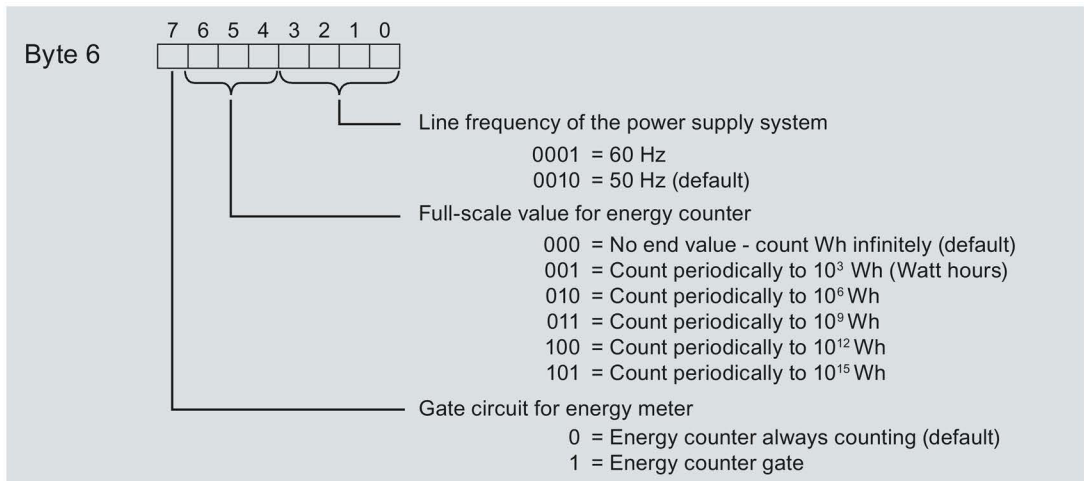 7 6 5 4 3 2 1 0
Byte 6
Line frequency of the power supply system
0001 = 60 Hz
0010 = 50 Hz (default)
Full-scale value for energy counter
000 = No end value - count Wh infinitely (default)
001 = Count periodically to 10³ Wh (Watt hours)
010 = Count periodically to 10⁶ Wh
011 = Count periodically to 10⁹ Wh
100 = Count periodically to 10¹² Wh
101 = Count periodically to 10¹⁵ Wh
Gate circuit for energy meter
0 = Energy counter always counting (default)
1 = Energy counter gate